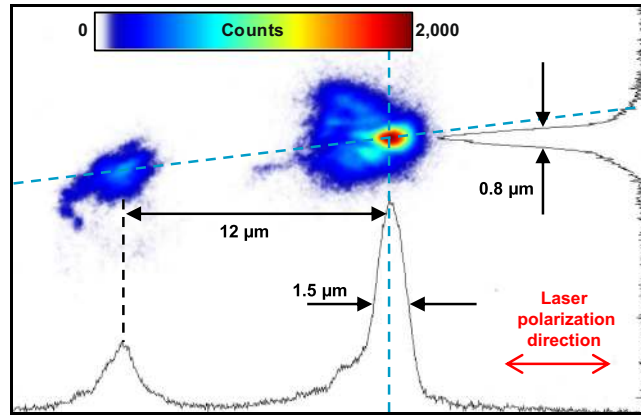 0 Counts 2,000
0.8 µm
12 µm
1.5 µm
Laser
polarization
direction